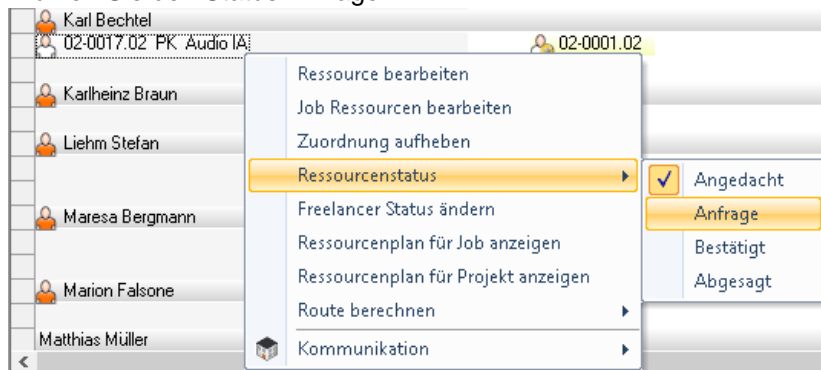 Karl Bechtel
02-0017.02 PK Audio IA
02-0001.02
Karlheinz Braun
Liehm Stefan
Maresa Bergmann
Marion Falsone
Matthias Müller
Ressource bearbeiten
Job Ressourcen bearbeiten
Zuordnung aufheben
Ressourcenstatus
Freelancer Status ändern
Ressourcenplan für Job anzeigen
Ressourcenplan für Projekt anzeigen
Route berechnen
Kommunikation
Angedacht
Anfrage
Bestätigt
Abgesagt